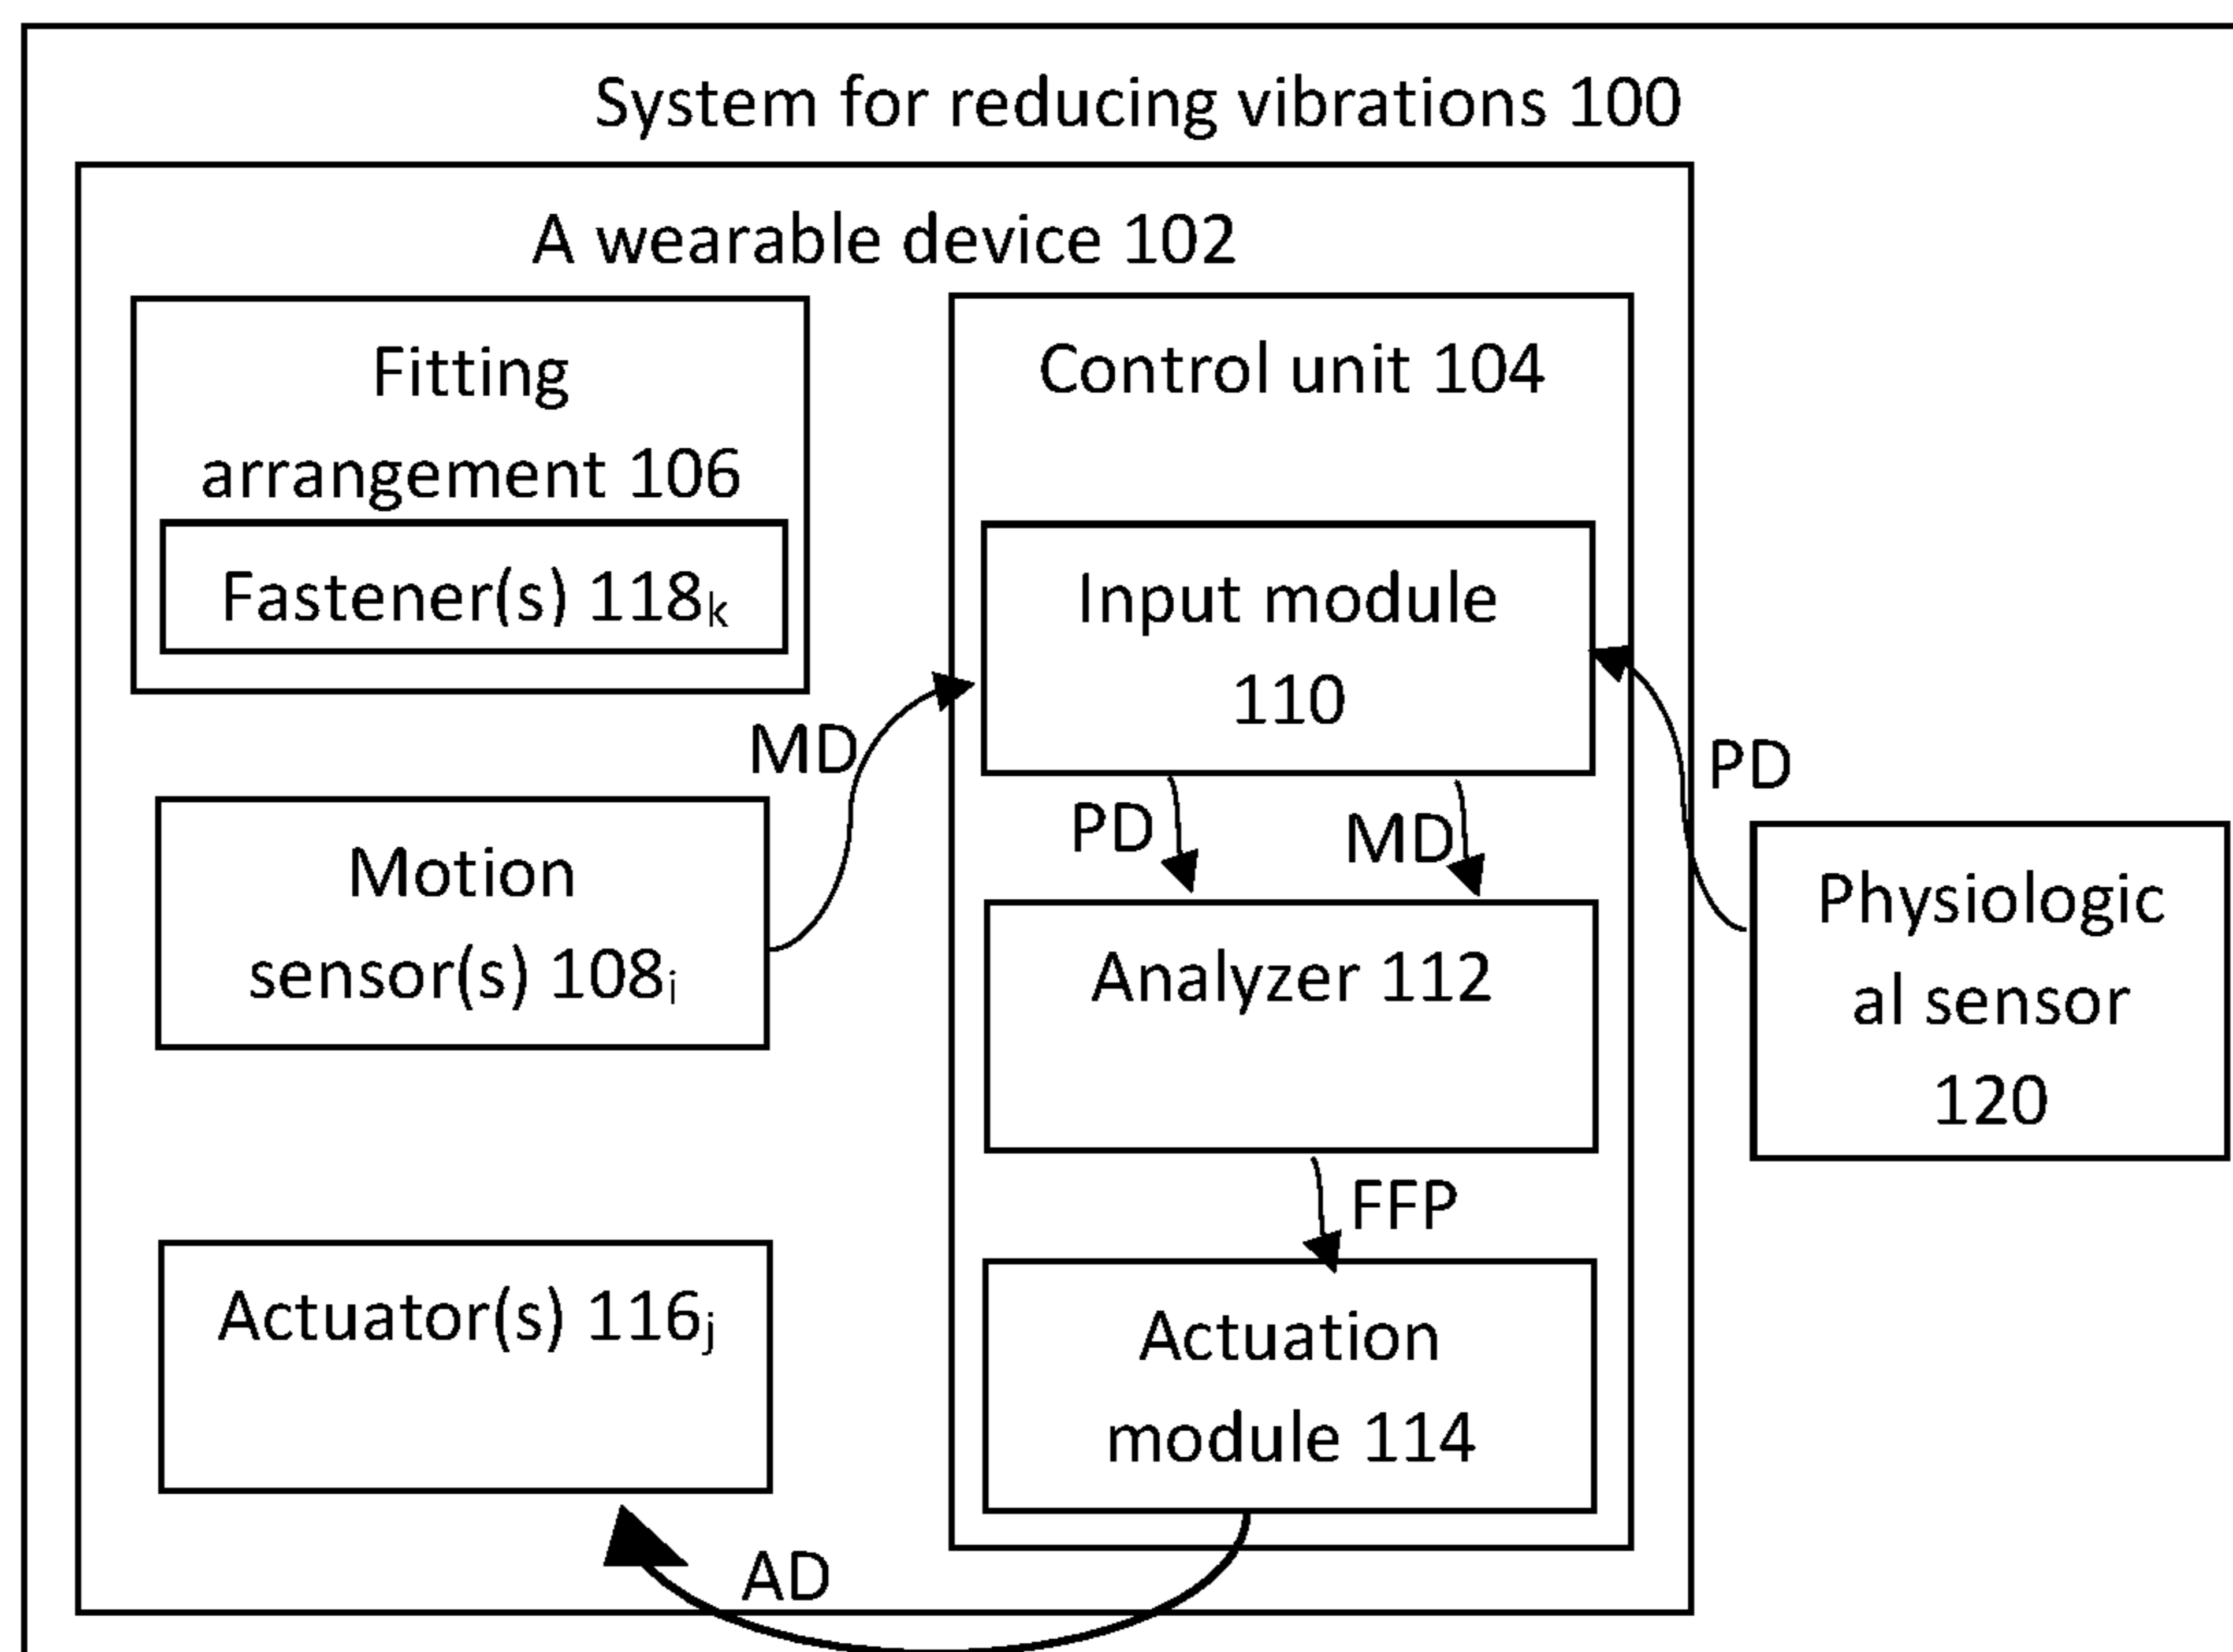 System for reducing vibrations 100
A wearable device 102
Fitting
arrangement 106
Fastener(s) 118k
Control unit 104
Input module
110
MD
PD
PD
MD
Motion
sensor(s) 108i
Analyzer 112
Physiologic
al sensor
120
FFP
Actuator(s) 116j
Actuation
module 114
AD